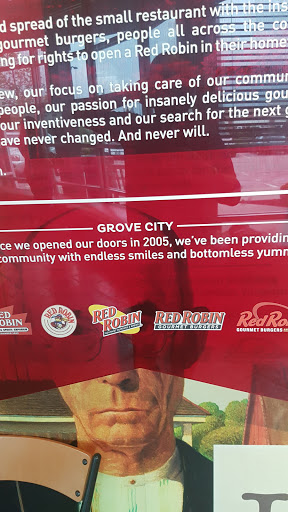 d spread of the small restaurant with the ins
gourmet burgers, people all across the co
ng for rights to open a Red Robin in their home
ew, our focus on taking care of our commun
people, our passion for insanely delicious gou
our inventiveness and our search for the next g
ave never changed. And never will.
n.
GROVE CITY
ce we opened our doors in 2005, we've been providin
community with endless smiles and bottomless yumm
RED ROBIN
RED ROBIN
RED ROBIN
RED ROBIN
GOURMET BURGERS
Red Ro
GOURMET BURGERS